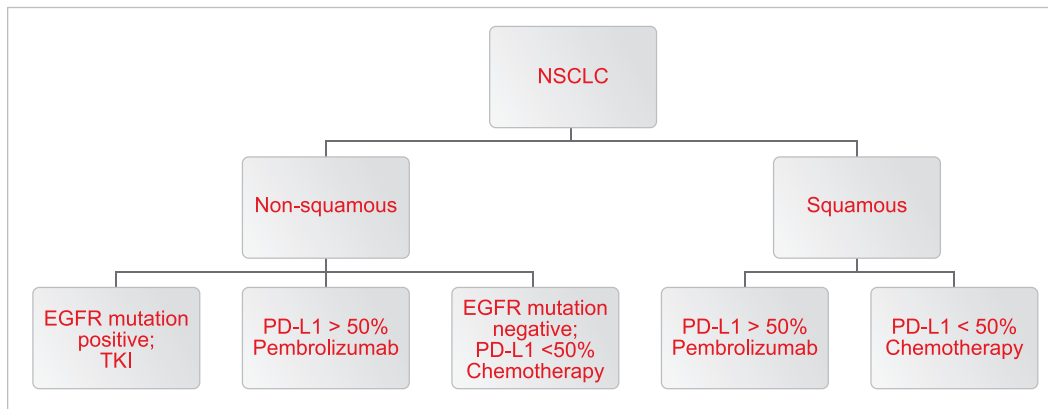 NSCLC
Non-squamous
Squamous
EGFR mutation
positive;
TKI
PD-L1 > 50%
Pembrolizumab
EGFR mutation
negative;
PD-L1 <50%
Chemotherapy
PD-L1 > 50%
Pembrolizumab
PD-L1 < 50%
Chemotherapy